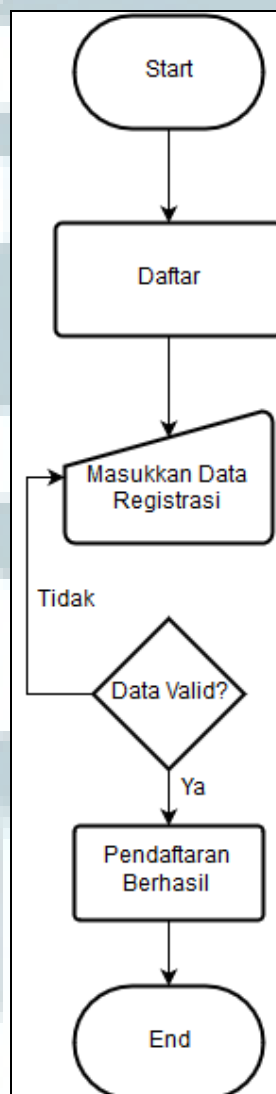 Start
Daftar
Masukkan Data
Registrasi
Tidak
Data Valid?
Ya
Pendaftaran
Berhasil
End